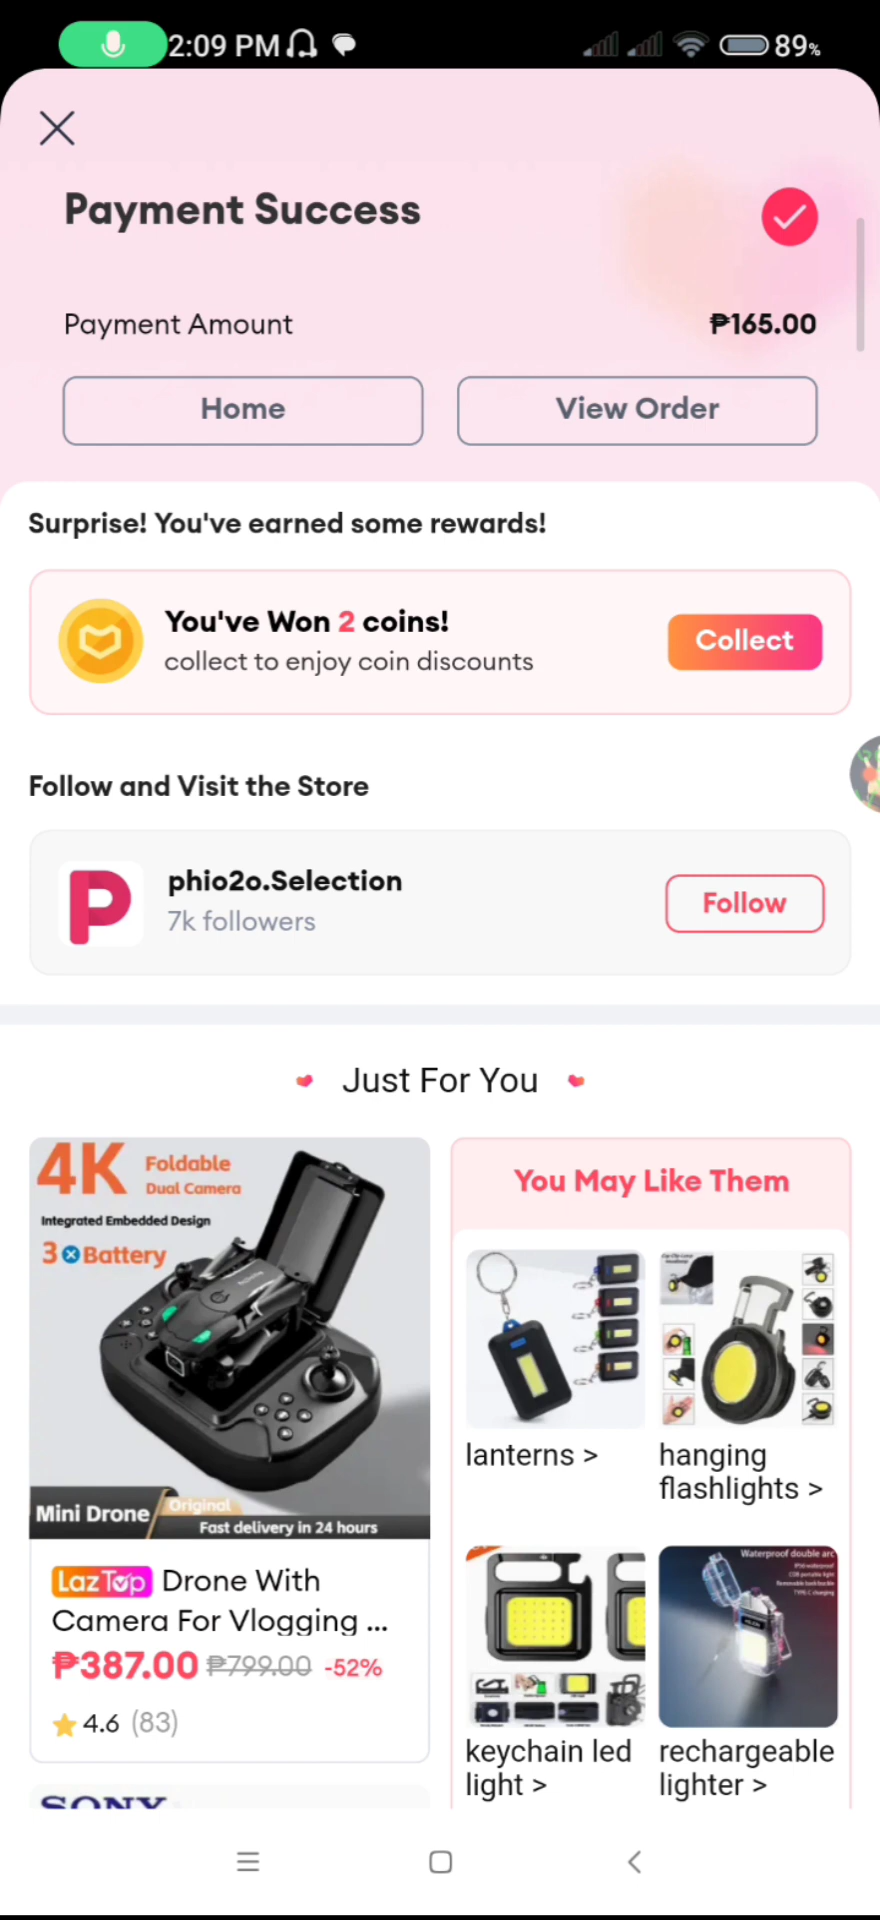 2:09 PM
89%
Payment Success
Payment Amount
₱165.00
Home
View Order
Surprise! You've earned some rewards!
You've Won 2 coins!
collect to enjoy coin discounts
Collect
Follow and Visit the Store
P
phio2o.Selection
7k followers
Follow
Just For You
4K Foldable
Dual Camera
Integrated Embedded Design
3 Battery
Mini Drone
Original
Fast delivery in 24 hours
LazTop Drone With
Camera For Vlogging ...
₱387.00 ₱799.00 -52%
4.6 (83)
SONY
You May Like Them
lanterns >
hanging
flashlights >
keychain led
light >
Waterproof double arc
rechargeable
lighter >